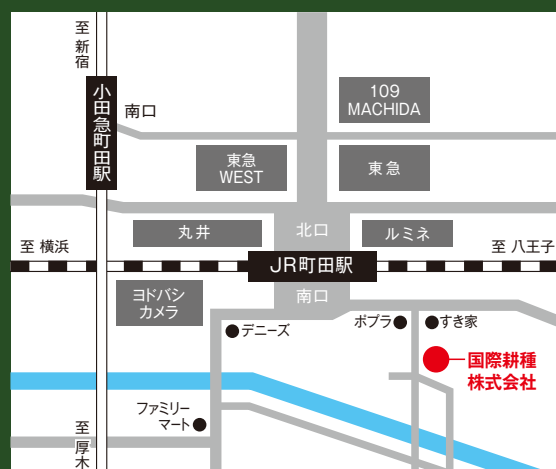 至 新宿
小田急町田駅
南口
109
MACHIDA
東急
WEST
東急
丸井
北口
ルミネ
至 横浜
JR町田駅
至 八王子
ヨドバシ
カメラ
南口
デニーズ
ポプラ
すき家
国際耕種
株式会社
ファミリー
マート
至 厚木